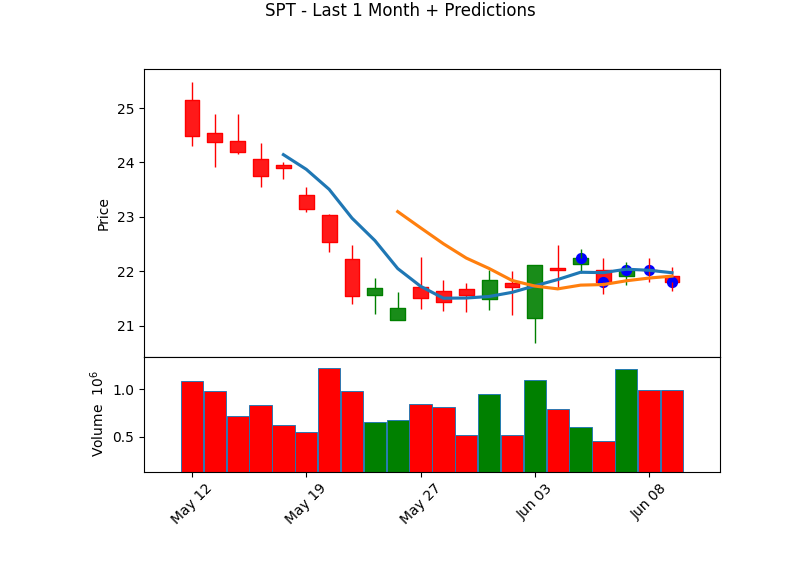 SPT - Last 1 Month + Predictions
Price
25
24
23
22
21
Volume 10^6
1.0
0.5
May 12
May 19
May 27
Jun 03
Jun 08